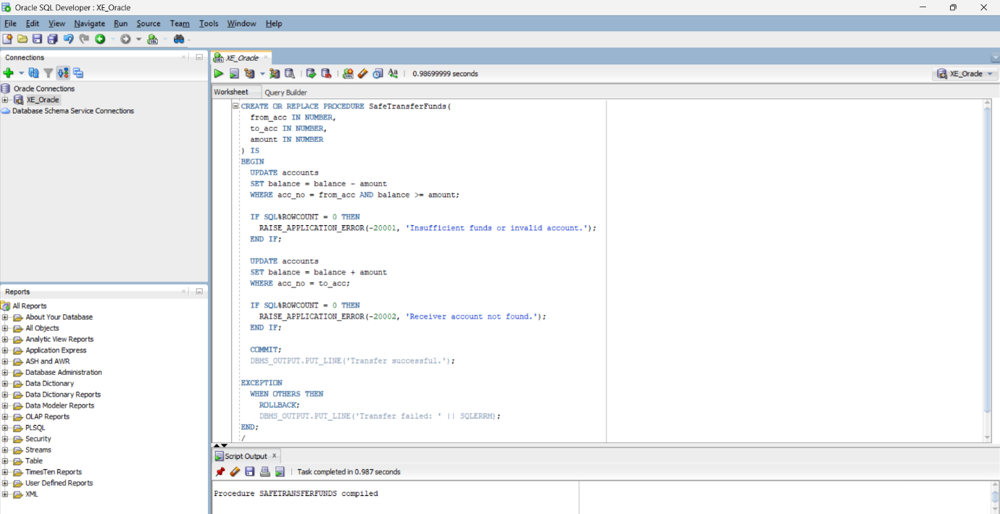 Oracle SQL Developer : XE_Oracle
File Edit View Navigate Run Source Team Tools Window Help
Connections
Oracle Connections
XE_Oracle
Database Schema Service Connections
Reports
All Reports
About Your Database
All Objects
Analytic View Reports
Application Express
ASH and AWR
Database Administration
Data Dictionary
Data Dictionary Reports
Data Modeler Reports
OLAP Reports
PLSQL
Security
Streams
Table
TimesTen Reports
User Defined Reports
XML
XE_Oracle
0.98699999 seconds
XE_Oracle
Worksheet Query Builder
CREATE OR REPLACE PROCEDURE SafeTransferFunds(
from_acc IN NUMBER,
to_acc IN NUMBER,
amount IN NUMBER
) IS
BEGIN
UPDATE accounts
SET balance = balance - amount
WHERE acc_no = from_acc AND balance >= amount;
IF SQL%ROWCOUNT = 0 THEN
RAISE_APPLICATION_ERROR(-20001, 'Insufficient funds or invalid account.');
END IF;
UPDATE accounts
SET balance = balance + amount
WHERE acc_no = to_acc;
IF SQL%ROWCOUNT = 0 THEN
RAISE_APPLICATION_ERROR(-20002, 'Receiver account not found.');
END IF;
COMMIT;
DBMS_OUTPUT.PUT_LINE('Transfer successful.');
EXCEPTION
WHEN OTHERS THEN
ROLLBACK;
DBMS_OUTPUT.PUT_LINE('Transfer failed: ' || SQLERRM);
END;
/
Script Output
Task completed in 0.987 seconds
Procedure SAFETRANSFERFUNDS compiled